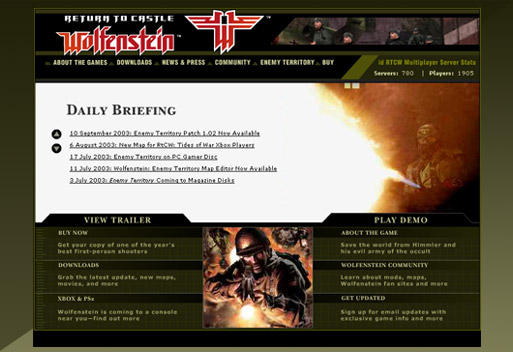 RETURN TO CASTLE
Wolfenstein™
ABOUT THE GAMES DOWNLOADS NEWS & PRESS COMMUNITY ENEMY TERRITORY BUY
id RTCW Multiplayer Server Stats
Servers: 780 | Players: 1905
DAILY BRIEFING
10 September 2003: Enemy Territory Patch 1.02 Now Available
6 August 2003: New Map for RtCW: Tides of War Xbox Players
17 July 2003: Enemy Territory on PC Gamer Disc
11 July 2003: Wolfenstein: Enemy Territory Map Editor Now Available
3 July 2003: Enemy Territory Coming to Magazine Disks
VIEW TRAILER
PLAY DEMO
BUY NOW
Get your copy of one of the year's
best first-person shooters
DOWNLOADS
Grab the latest update, new maps,
movies, and more
XBOX & PS2
Wolfenstein is coming to a console
near you—find out more
ABOUT THE GAME
Save the world from Himmler and
his evil army of the occult
WOLFENSTEIN COMMUNITY
Learn about mods, maps,
Wolfenstein fan sites and more
GET UPDATED
Sign up for email updates with
exclusive game info and more